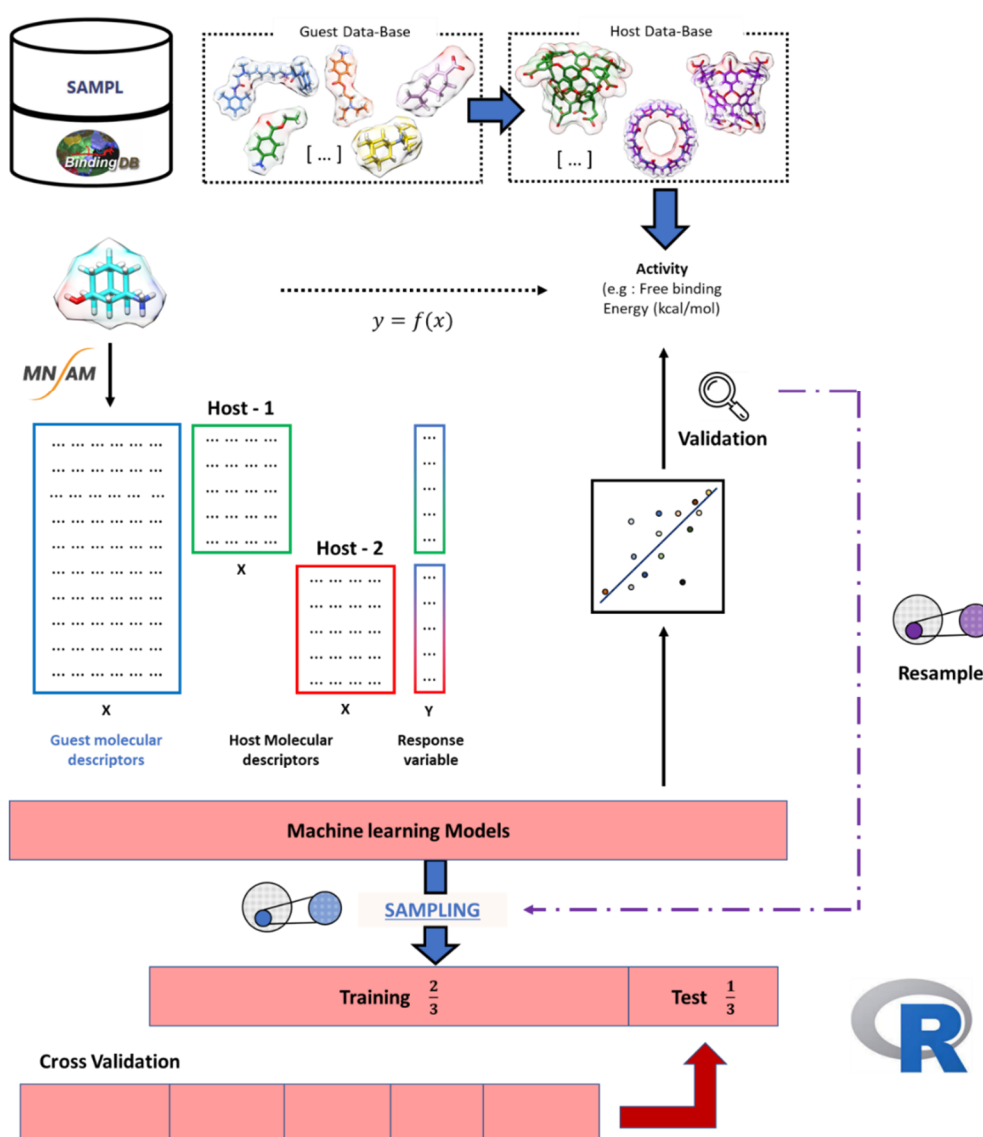 Guest Data-Base
Host Data-Base
SAMPL
BindingDB
[ ... ]
[ ... ]
Activity
(e.g : Free binding
Energy (kcal/mol)
y = f(x)
MN AM
Host - 1
Validation
... ... ... ... ... ...
... ... ... ... ... ...
... ... ... ... ... ...
... ... ... ... ... ...
... ... ... ... ... ...
... ... ... ... ... ...
... ... ... ... ... ...
... ... ... ... ... ...
... ... ... ... ... ...
... ... ... ... ... ...
... ... ... ...
... ... ... ...
... ... ... ...
... ... ... ...
... ... ... ...
...
...
...
...
...
X
Host - 2
... ... ... ...
... ... ... ...
... ... ... ...
... ... ... ...
... ... ... ...
...
...
...
...
...
Resample
X
X
Y
Guest molecular
descriptors
Host Molecular
descriptors
Response
variable
Machine learning Models
SAMPLING
Training 2/3
Test 1/3
R
Cross Validation